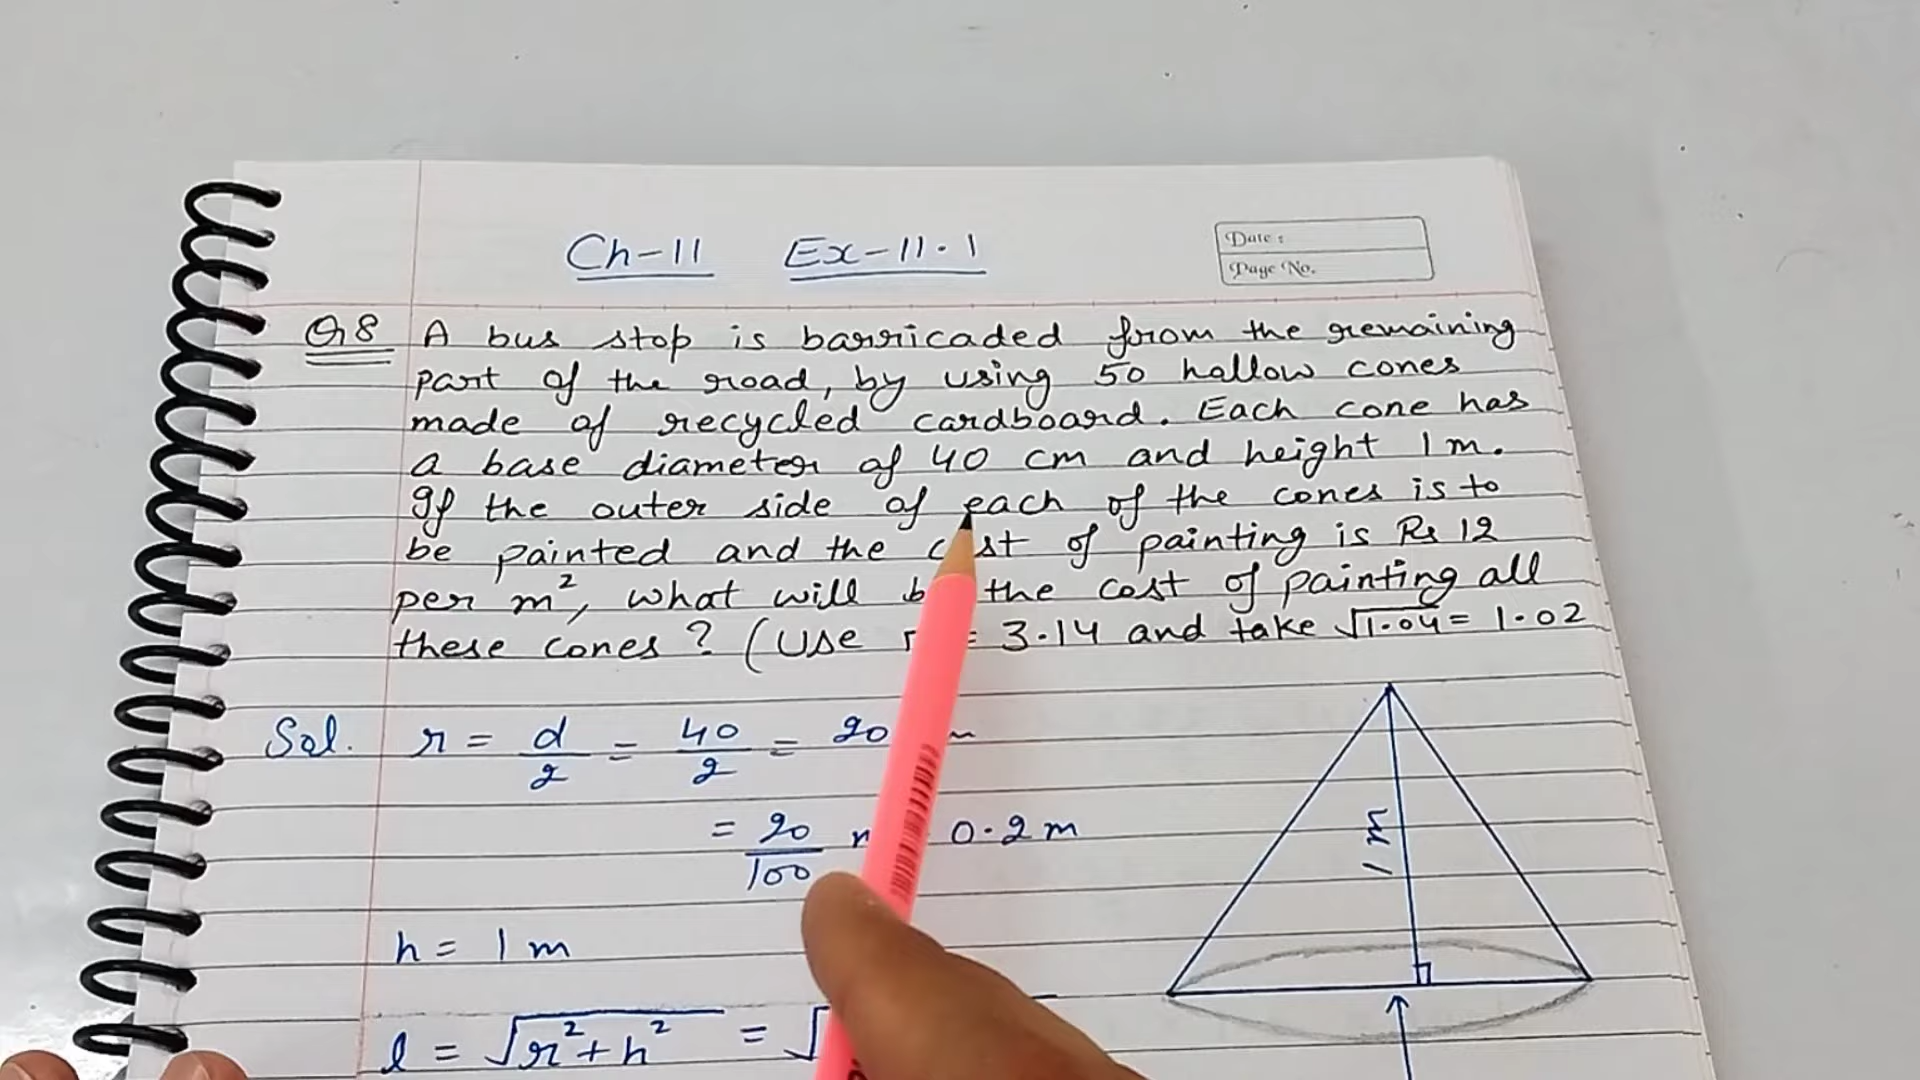 Ch-11 Ex-11.1
Date :
Page No.
Q8 A bus stop is barricaded from the remaining
part of the road, by using 50 hollow cones
made of recycled cardboard. Each cone has
a base diameter of 40 cm and height 1 m.
If the outer side of each of the cones is to
be painted and the cost of painting is Rs 12
per m², what will the cost of painting all
these cones ? (Use = 3.14 and take √1.04 = 1.02
Sol. r = d/2 = 40/2 = 20
= 20/100 0.2 m
1 m
h = 1 m
l = √r²+h² = √